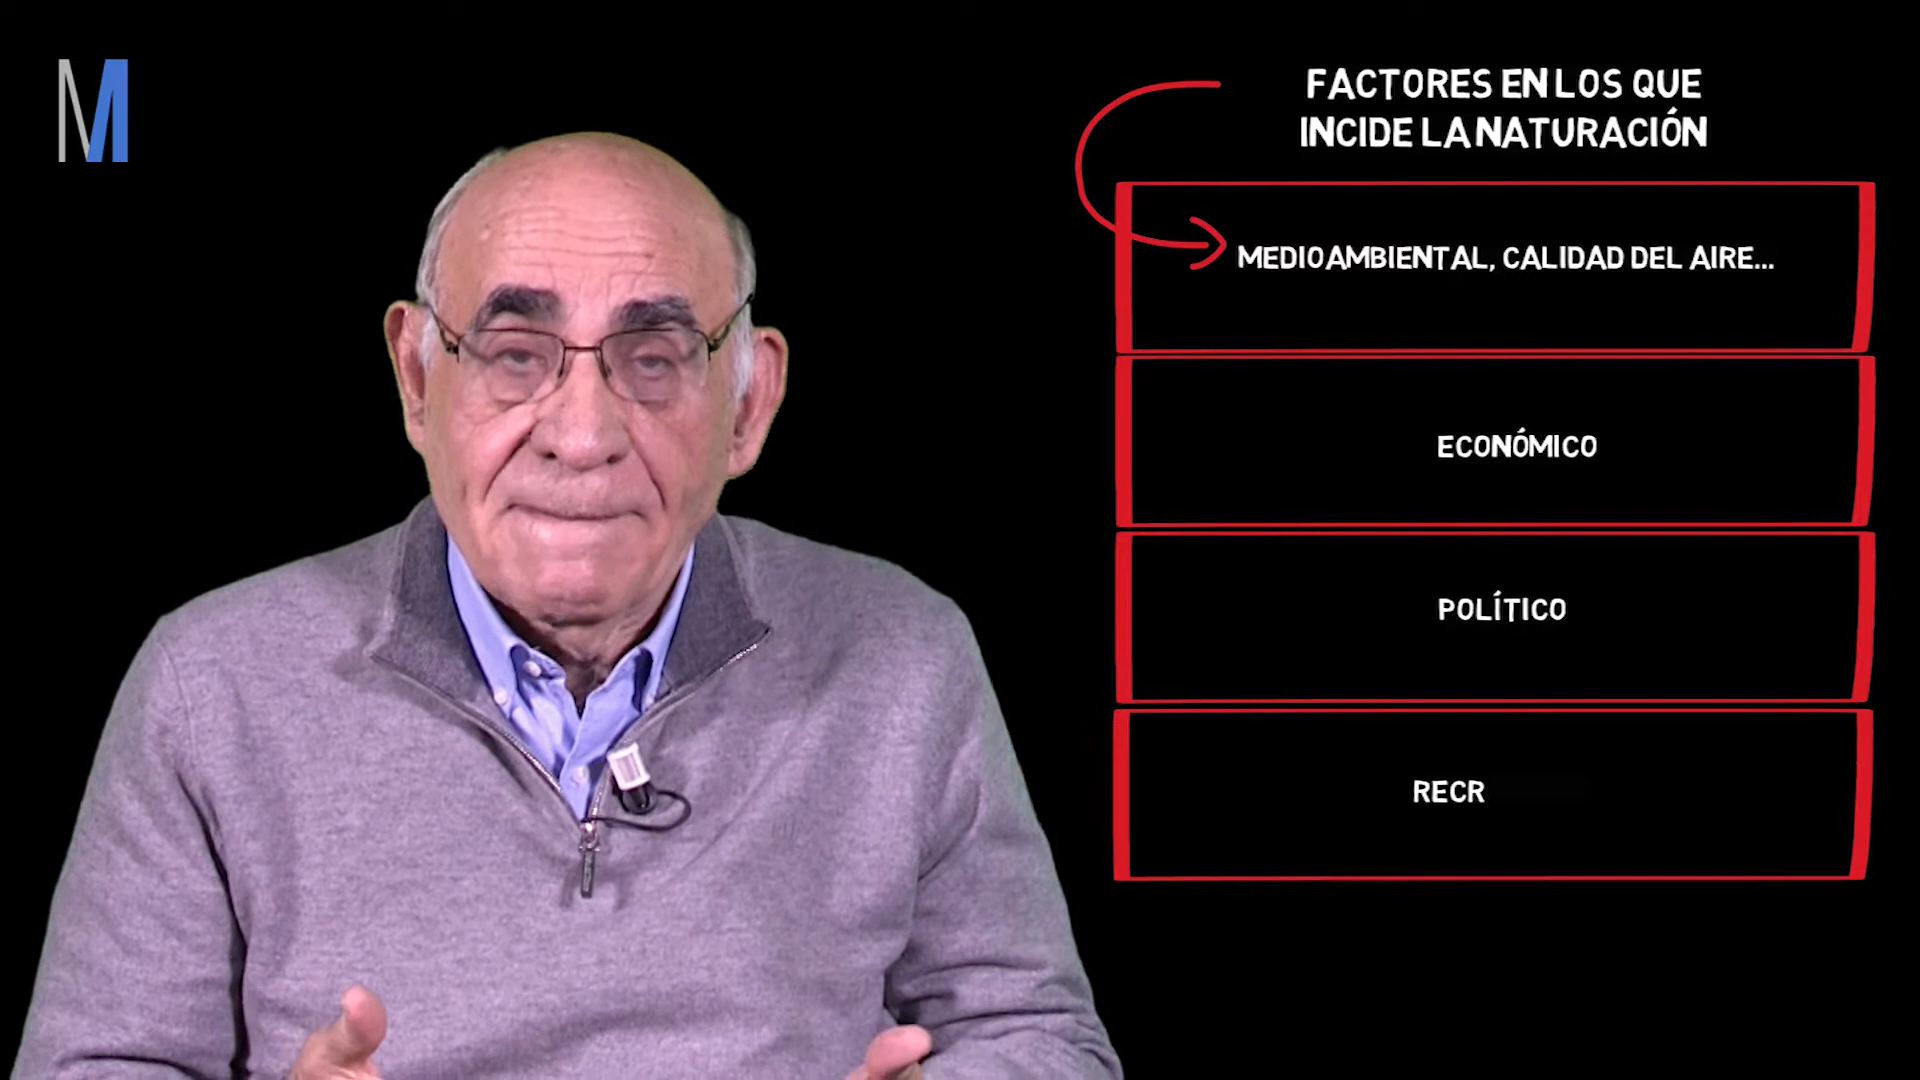 M
FACTORES EN LOS QUE
INCIDE LA NATURACIÓN
MEDIOAMBIENTAL, CALIDAD DEL AIRE...
ECONÓMICO
POLÍTICO
RECR